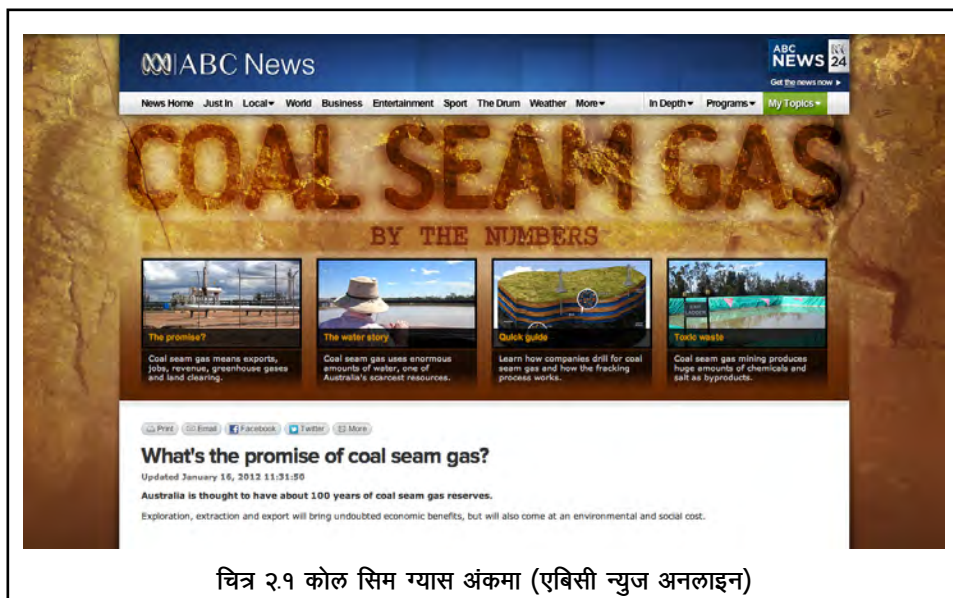 ABC News
ABC NEWS 24
Get the news now ▶
News Home Just In Local▾ World Business Entertainment Sport The Drum Weather More▾ In Depth▾ Programs▾ My Topics▾
COAL SEAM GAS
BY THE NUMBERS
The promise?
Coal seam gas means exports,
jobs, revenue, greenhouse gases
and land clearing.
The water story
Coal seam gas uses enormous
amounts of water, one of
Australia's scarcest resources.
Quick guide
Learn how companies drill for coal
seam gas and how the fracking
process works.
EXIT
LADDER
Toxic waste
Coal seam gas mining produces
huge amounts of chemicals and
salt as byproducts.
Print Email Facebook Twitter More
What's the promise of coal seam gas?
Updated January 16, 2012 11:31:50
Australia is thought to have about 100 years of coal seam gas reserves.
Exploration, extraction and export will bring undoubted economic benefits, but will also come at an environmental and social cost.
चित्र २.१ कोल सिम ग्यास अंकमा (एबिसी न्युज अनलाइन)